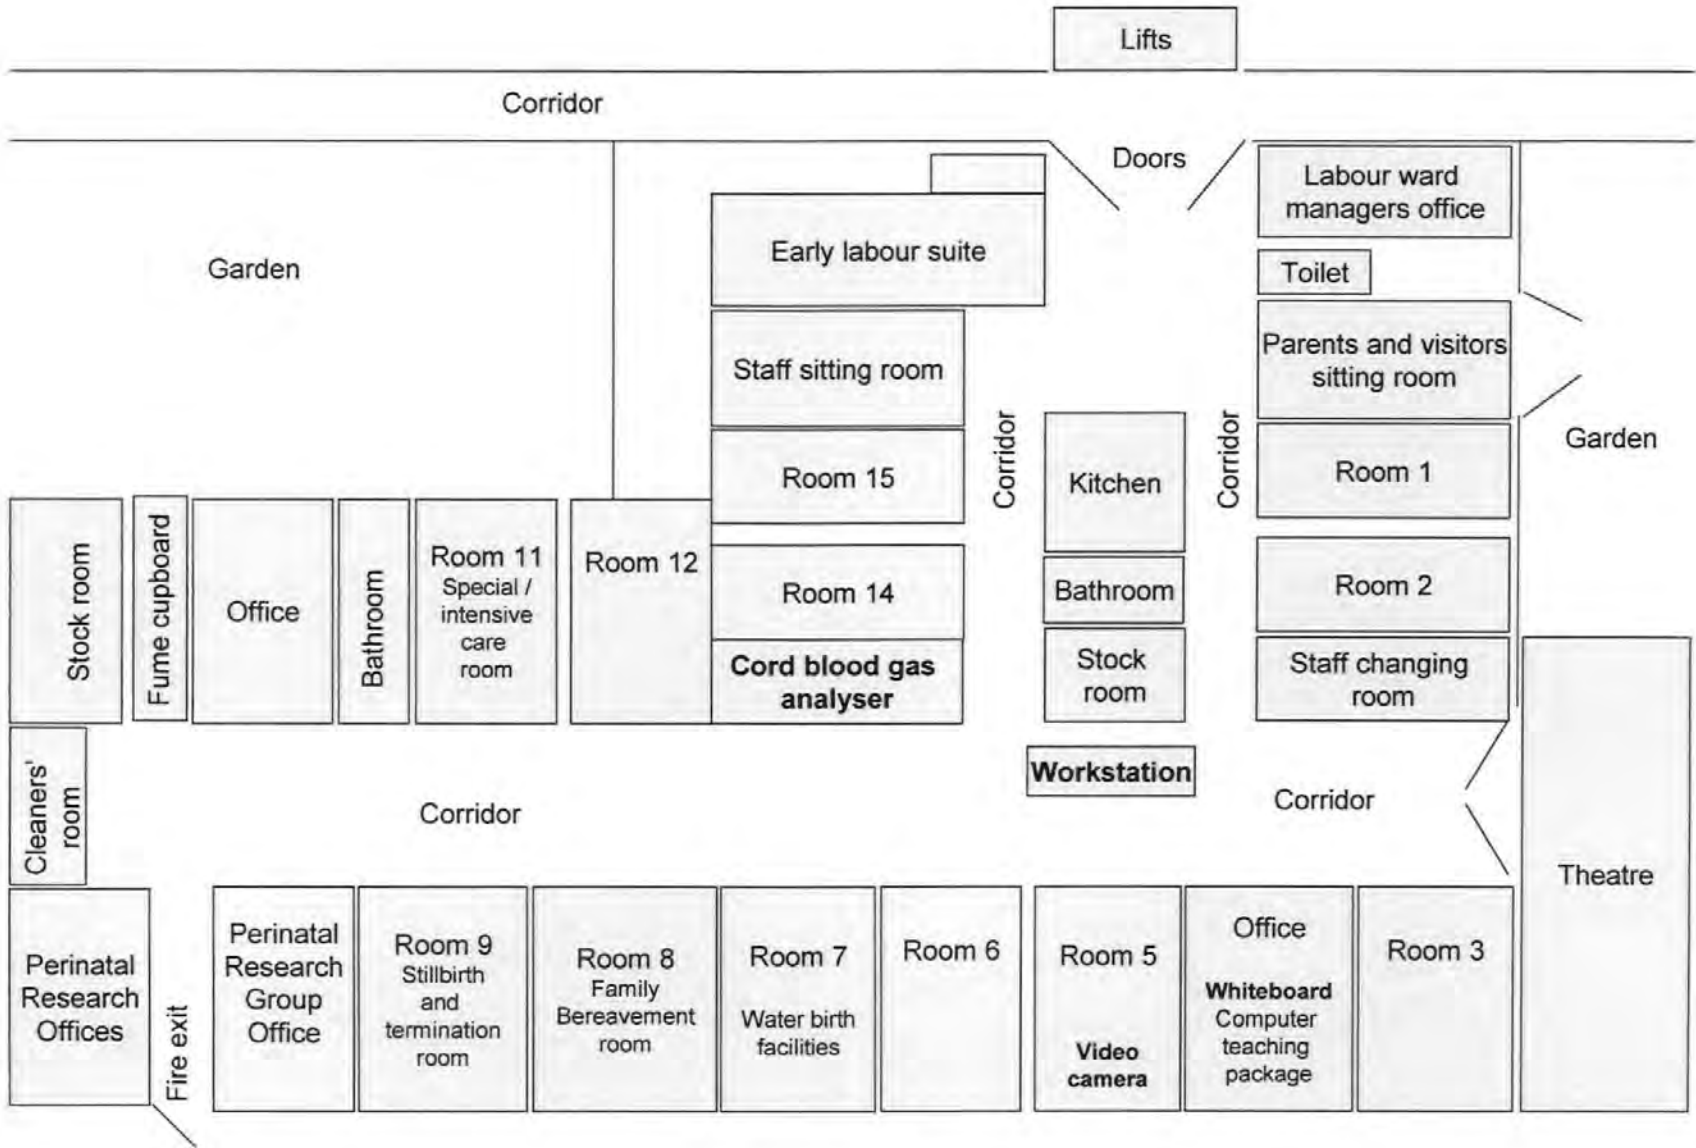 Lifts
Corridor
Doors
Labour ward
managers office
Garden
Early labour suite
Toilet
Staff sitting room
Parents and visitors
sitting room
Corridor
Corridor
Garden
Room 15
Kitchen
Room 1
Stock room
Fume cupboard
Office
Bathroom
Room 11
Special /
intensive
care
room
Room 12
Room 14
Bathroom
Room 2
Cord blood gas
analyser
Stock
room
Staff changing
room
Cleaners'
room
Corridor
Workstation
Corridor
Theatre
Perinatal
Research
Offices
Fire exit
Perinatal
Research
Group
Office
Room 9
Stillbirth
and
termination
room
Room 8
Family
Bereavement
room
Room 7
Water birth
facilities
Room 6
Room 5
Video
camera
Office
Whiteboard
Computer
teaching
package
Room 3